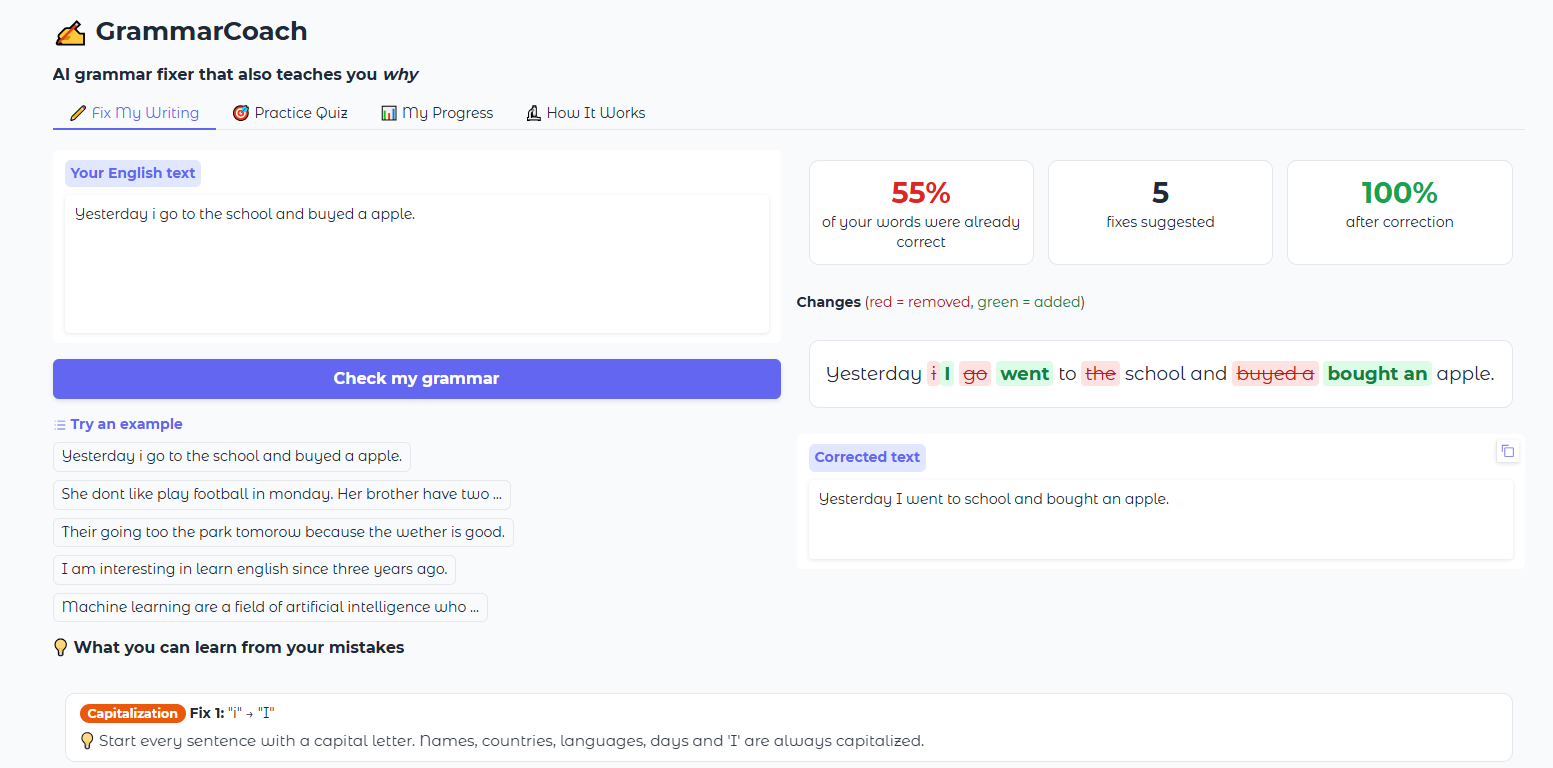 GrammarCoach
AI grammar fixer that also teaches you why
Fix My Writing Practice Quiz My Progress How It Works
Your English text
Yesterday i go to the school and buyed a apple.
Check my grammar
Try an example
Yesterday i go to the school and buyed a apple.
She dont like play football in monday. Her brother have two ...
Their going too the park tomorow because the wether is good.
I am interesting in learn english since three years ago.
Machine learning are a field of artificial intelligence who ...
55%
of your words were already
correct
5
fixes suggested
100%
after correction
Changes (red = removed, green = added)
Yesterday i I go went to the school and buyed a bought an apple.
Corrected text
Yesterday I went to school and bought an apple.
What you can learn from your mistakes
Capitalization Fix 1: "i" → "I"
Start every sentence with a capital letter. Names, countries, languages, days and 'I' are always capitalized.